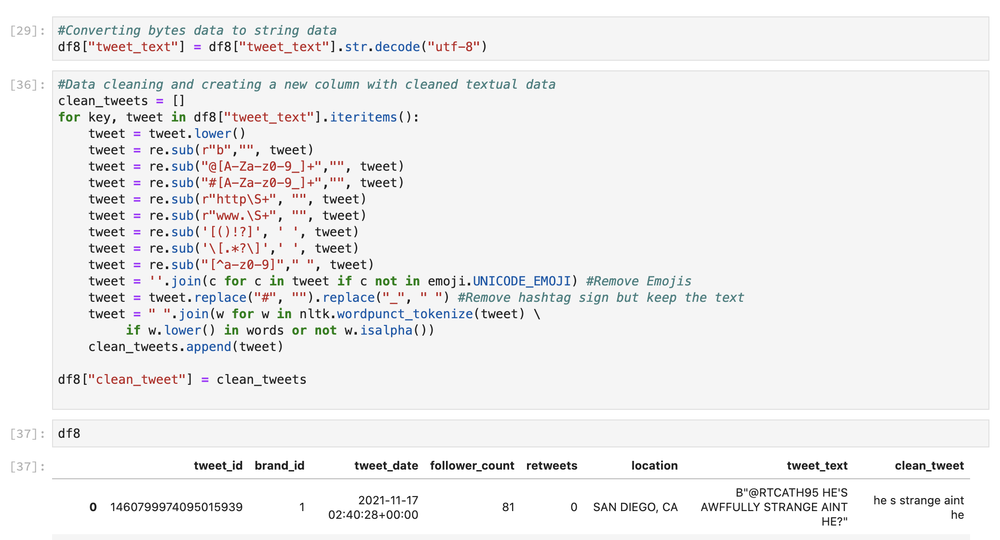 [29]: #Converting bytes data to string data
df8["tweet_text"] = df8["tweet_text"].str.decode("utf-8")
[36]: #Data cleaning and creating a new column with cleaned textual data
clean_tweets = []
for key, tweet in df8["tweet_text"].iteritems():
    tweet = tweet.lower()
    tweet = re.sub(r"b","", tweet)
    tweet = re.sub("@[A-Za-z0-9_]+","", tweet)
    tweet = re.sub("#[A-Za-z0-9_]+","", tweet)
    tweet = re.sub(r"http\S+", "", tweet)
    tweet = re.sub(r"www.\S+", "", tweet)
    tweet = re.sub('[()!?]', ' ', tweet)
    tweet = re.sub('\[.*?\]',' ', tweet)
    tweet = re.sub("[^a-z0-9]"," ", tweet)
    tweet = ''.join(c for c in tweet if c not in emoji.UNICODE_EMOJI) #Remove Emojis
    tweet = tweet.replace("#", "").replace("_", " ") #Remove hashtag sign but keep the text
    tweet = " ".join(w for w in nltk.wordpunct_tokenize(tweet) \
         if w.lower() in words or not w.isalpha())
    clean_tweets.append(tweet)
df8["clean_tweet"] = clean_tweets
[37]: df8
[37]: tweet_id brand_id tweet_date follower_count retweets location tweet_text clean_tweet
0 1460799974095015939 1 2021-11-17 02:40:28+00:00 81 0 SAN DIEGO, CA B"@RTCATH95 HE'S AWFFULLY STRANGE AINT HE?" he s strange aint he